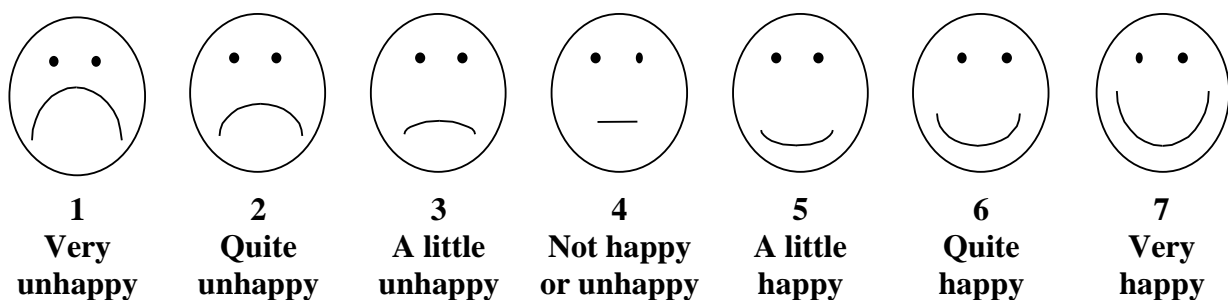 1 2 3 4 5 6 7
Very Quite A little Not happy A little Quite Very
unhappy unhappy unhappy or unhappy happy happy happy